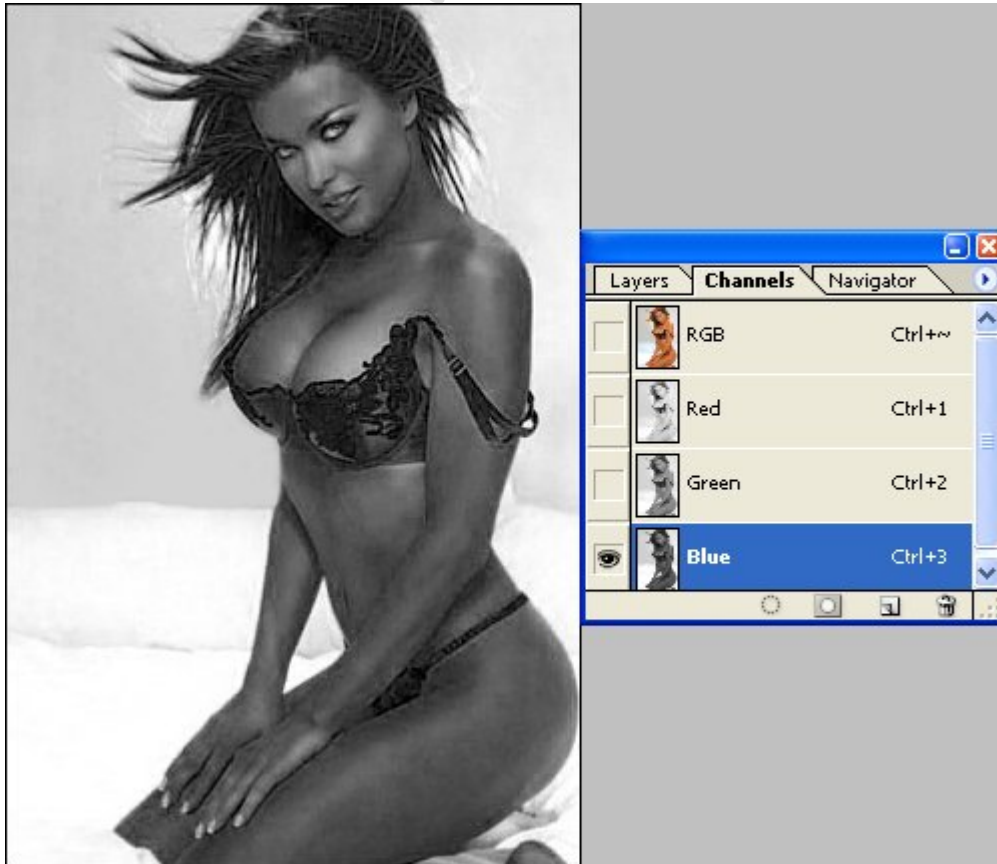 Layers Channels Navigator
RGB Ctrl+~
Red Ctrl+1
Green Ctrl+2
Blue Ctrl+3